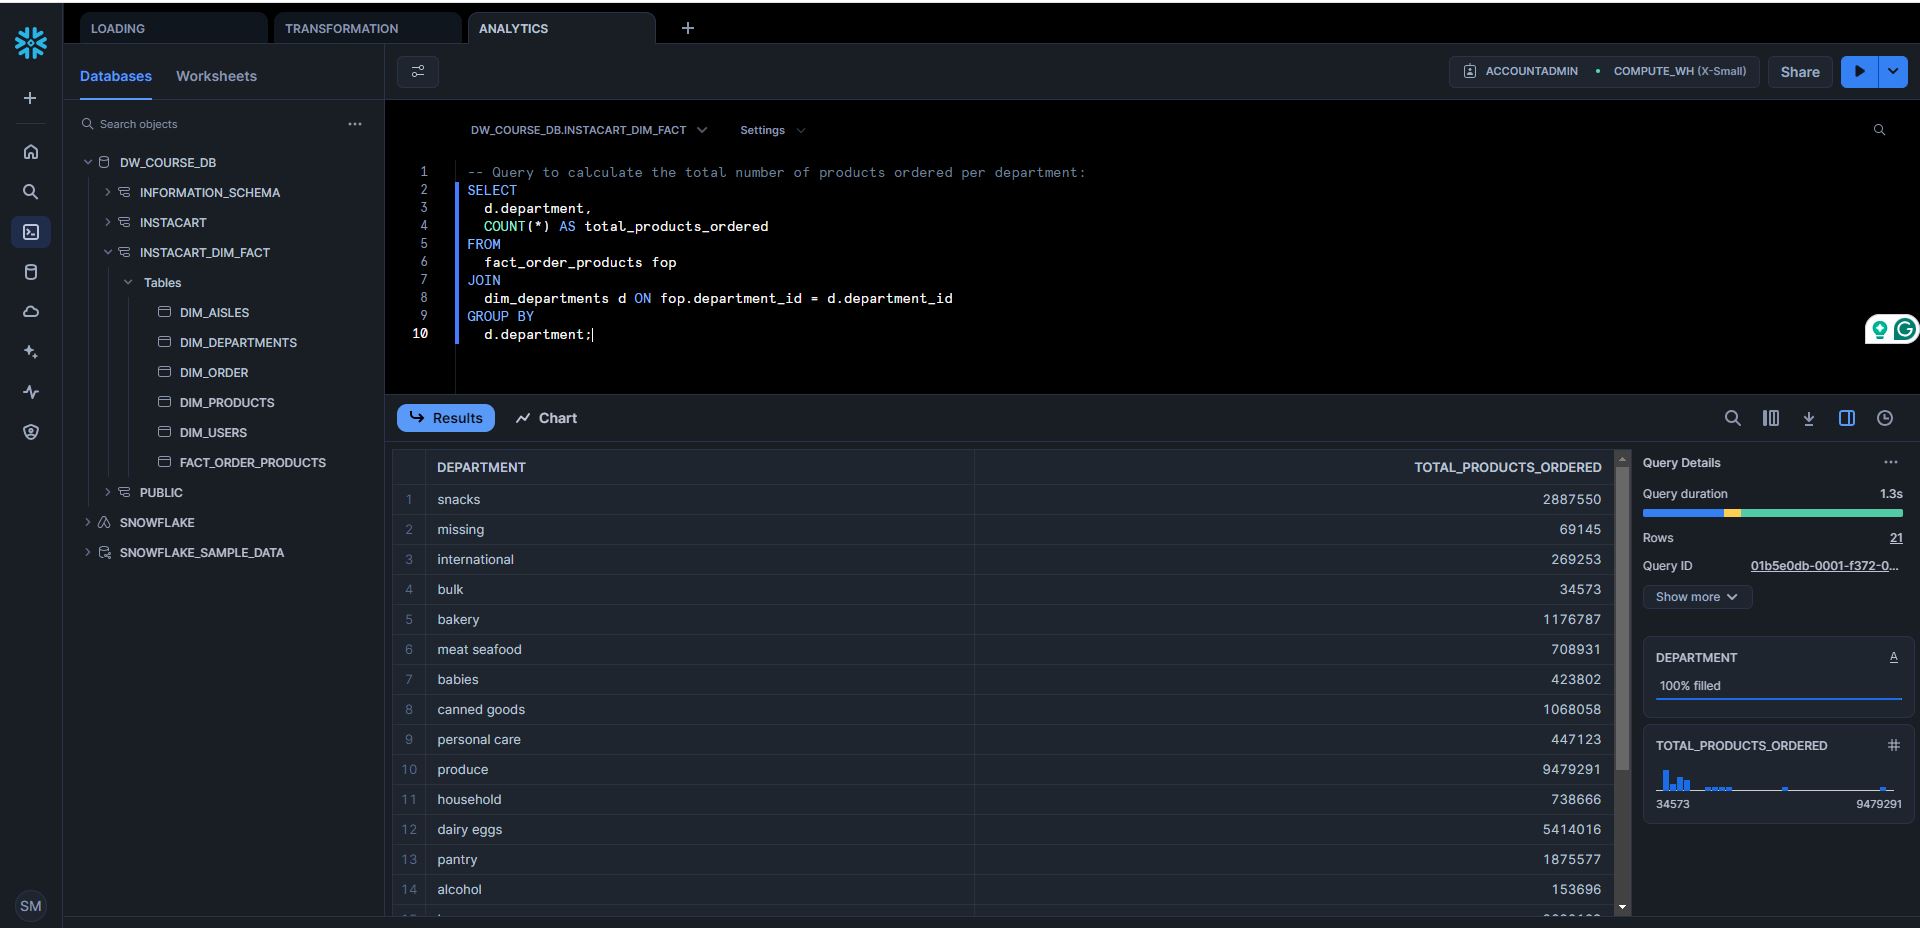 LOADING
TRANSFORMATION
ANALYTICS
Databases
Worksheets
ACCOUNTADMIN
COMPUTE_WH (X-Small)
Share
Search objects
DW_COURSE_DB
INFORMATION_SCHEMA
INSTACART
INSTACART_DIM_FACT
Tables
DIM_AISLES
DIM_DEPARTMENTS
DIM_ORDER
DIM_PRODUCTS
DIM_USERS
FACT_ORDER_PRODUCTS
PUBLIC
SNOWFLAKE
SNOWFLAKE_SAMPLE_DATA
SM
DW_COURSE_DB.INSTACART_DIM_FACT
Settings
1 -- Query to calculate the total number of products ordered per department:
2 SELECT
3 d.department,
4 COUNT(*) AS total_products_ordered
5 FROM
6 fact_order_products fop
7 JOIN
8 dim_departments d ON fop.department_id = d.department_id
9 GROUP BY
10 d.department;
Results
Chart
DEPARTMENT TOTAL_PRODUCTS_ORDERED
1 snacks 2887550
2 missing 69145
3 international 269253
4 bulk 34573
5 bakery 1176787
6 meat seafood 708931
7 babies 423802
8 canned goods 1068058
9 personal care 447123
10 produce 9479291
11 household 738666
12 dairy eggs 5414016
13 pantry 1875577
14 alcohol 153696
Query Details
Query duration 1.3s
Rows 21
Query ID 01b5e0db-0001-f372-0...
Show more
DEPARTMENT A
100% filled
TOTAL_PRODUCTS_ORDERED #
34573 9479291